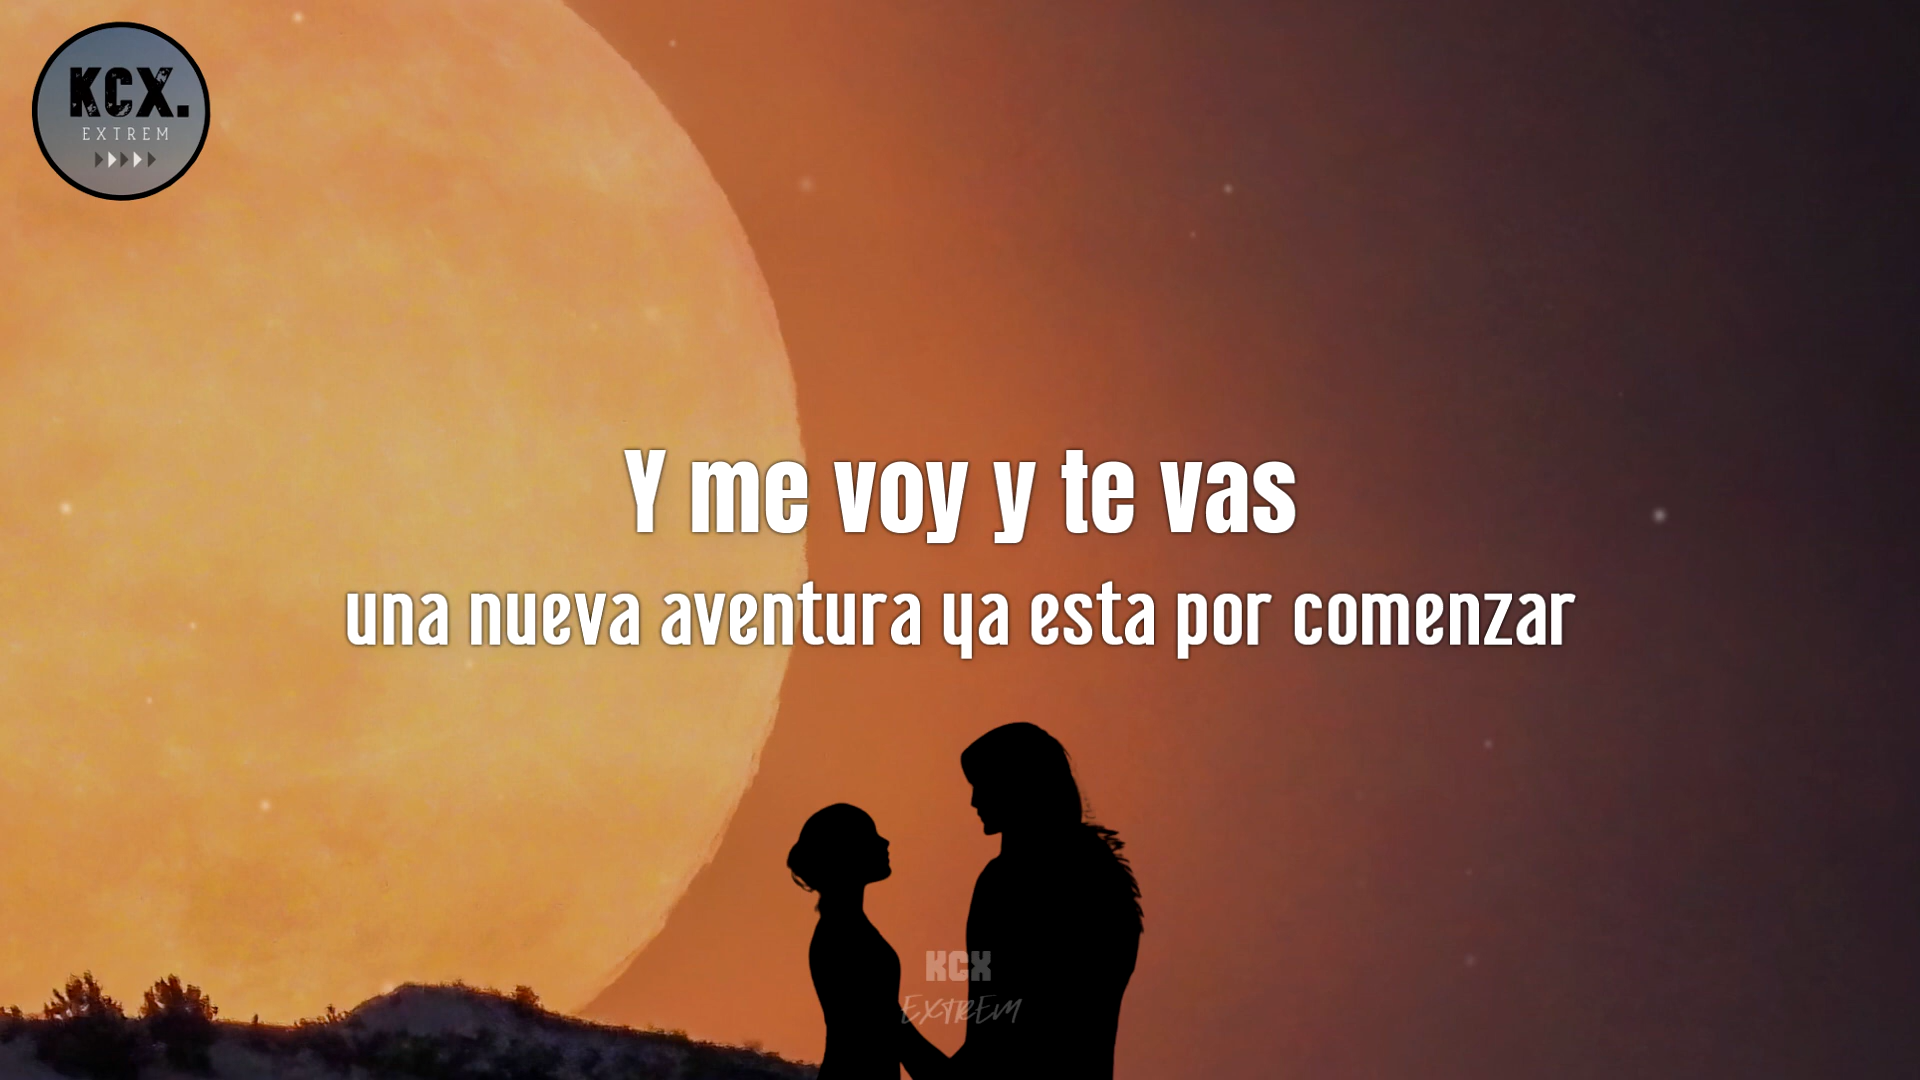 KCX.
EXTREM
Y me voy y te vas
una nueva aventura ya esta por comenzar
KCX
EXTREM